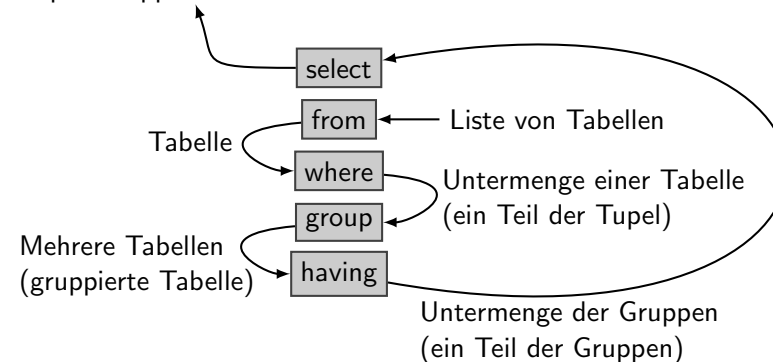 select
from
Liste von Tabellen
Tabelle
where
Untermenge einer Tabelle
(ein Teil der Tupel)
group
Mehrere Tabellen
(gruppierte Tabelle)
having
Untermenge der Gruppen
(ein Teil der Gruppen)